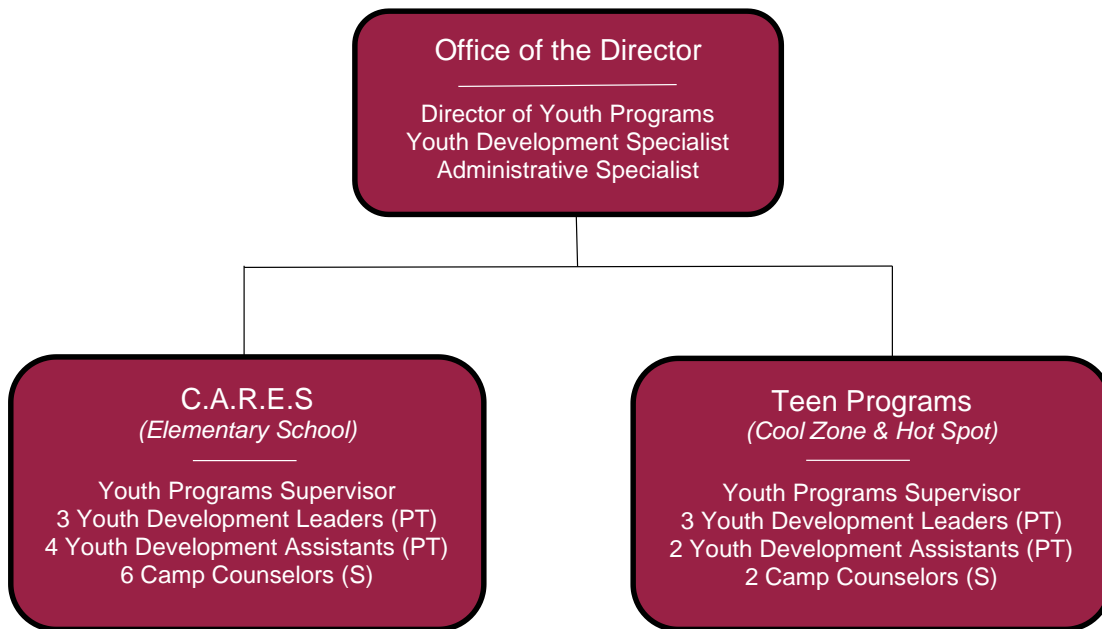 Office of the Director
Director of Youth Programs
Youth Development Specialist
Administrative Specialist
C.A.R.E.S
(Elementary School)
Youth Programs Supervisor
3 Youth Development Leaders (PT)
4 Youth Development Assistants (PT)
6 Camp Counselors (S)
Teen Programs
(Cool Zone & Hot Spot)
Youth Programs Supervisor
3 Youth Development Leaders (PT)
2 Youth Development Assistants (PT)
2 Camp Counselors (S)